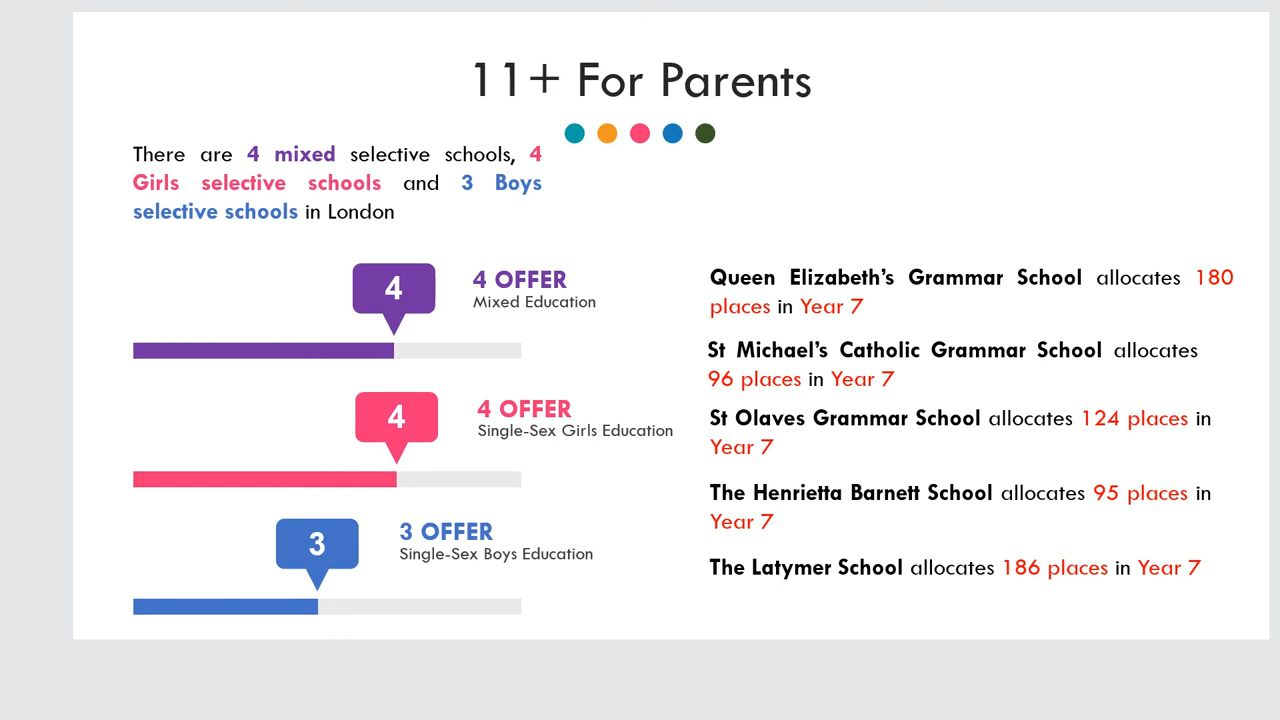 11+ For Parents
There are 4 mixed selective schools, 4
Girls selective schools and 3 Boys
selective schools in London
4
4 OFFER
Mixed Education
4
4 OFFER
Single-Sex Girls Education
3
3 OFFER
Single-Sex Boys Education
Queen Elizabeth's Grammar School allocates 180
places in Year 7
St Michael's Catholic Grammar School allocates
96 places in Year 7
St Olaves Grammar School allocates 124 places in
Year 7
The Henrietta Barnett School allocates 95 places in
Year 7
The Latymer School allocates 186 places in Year 7